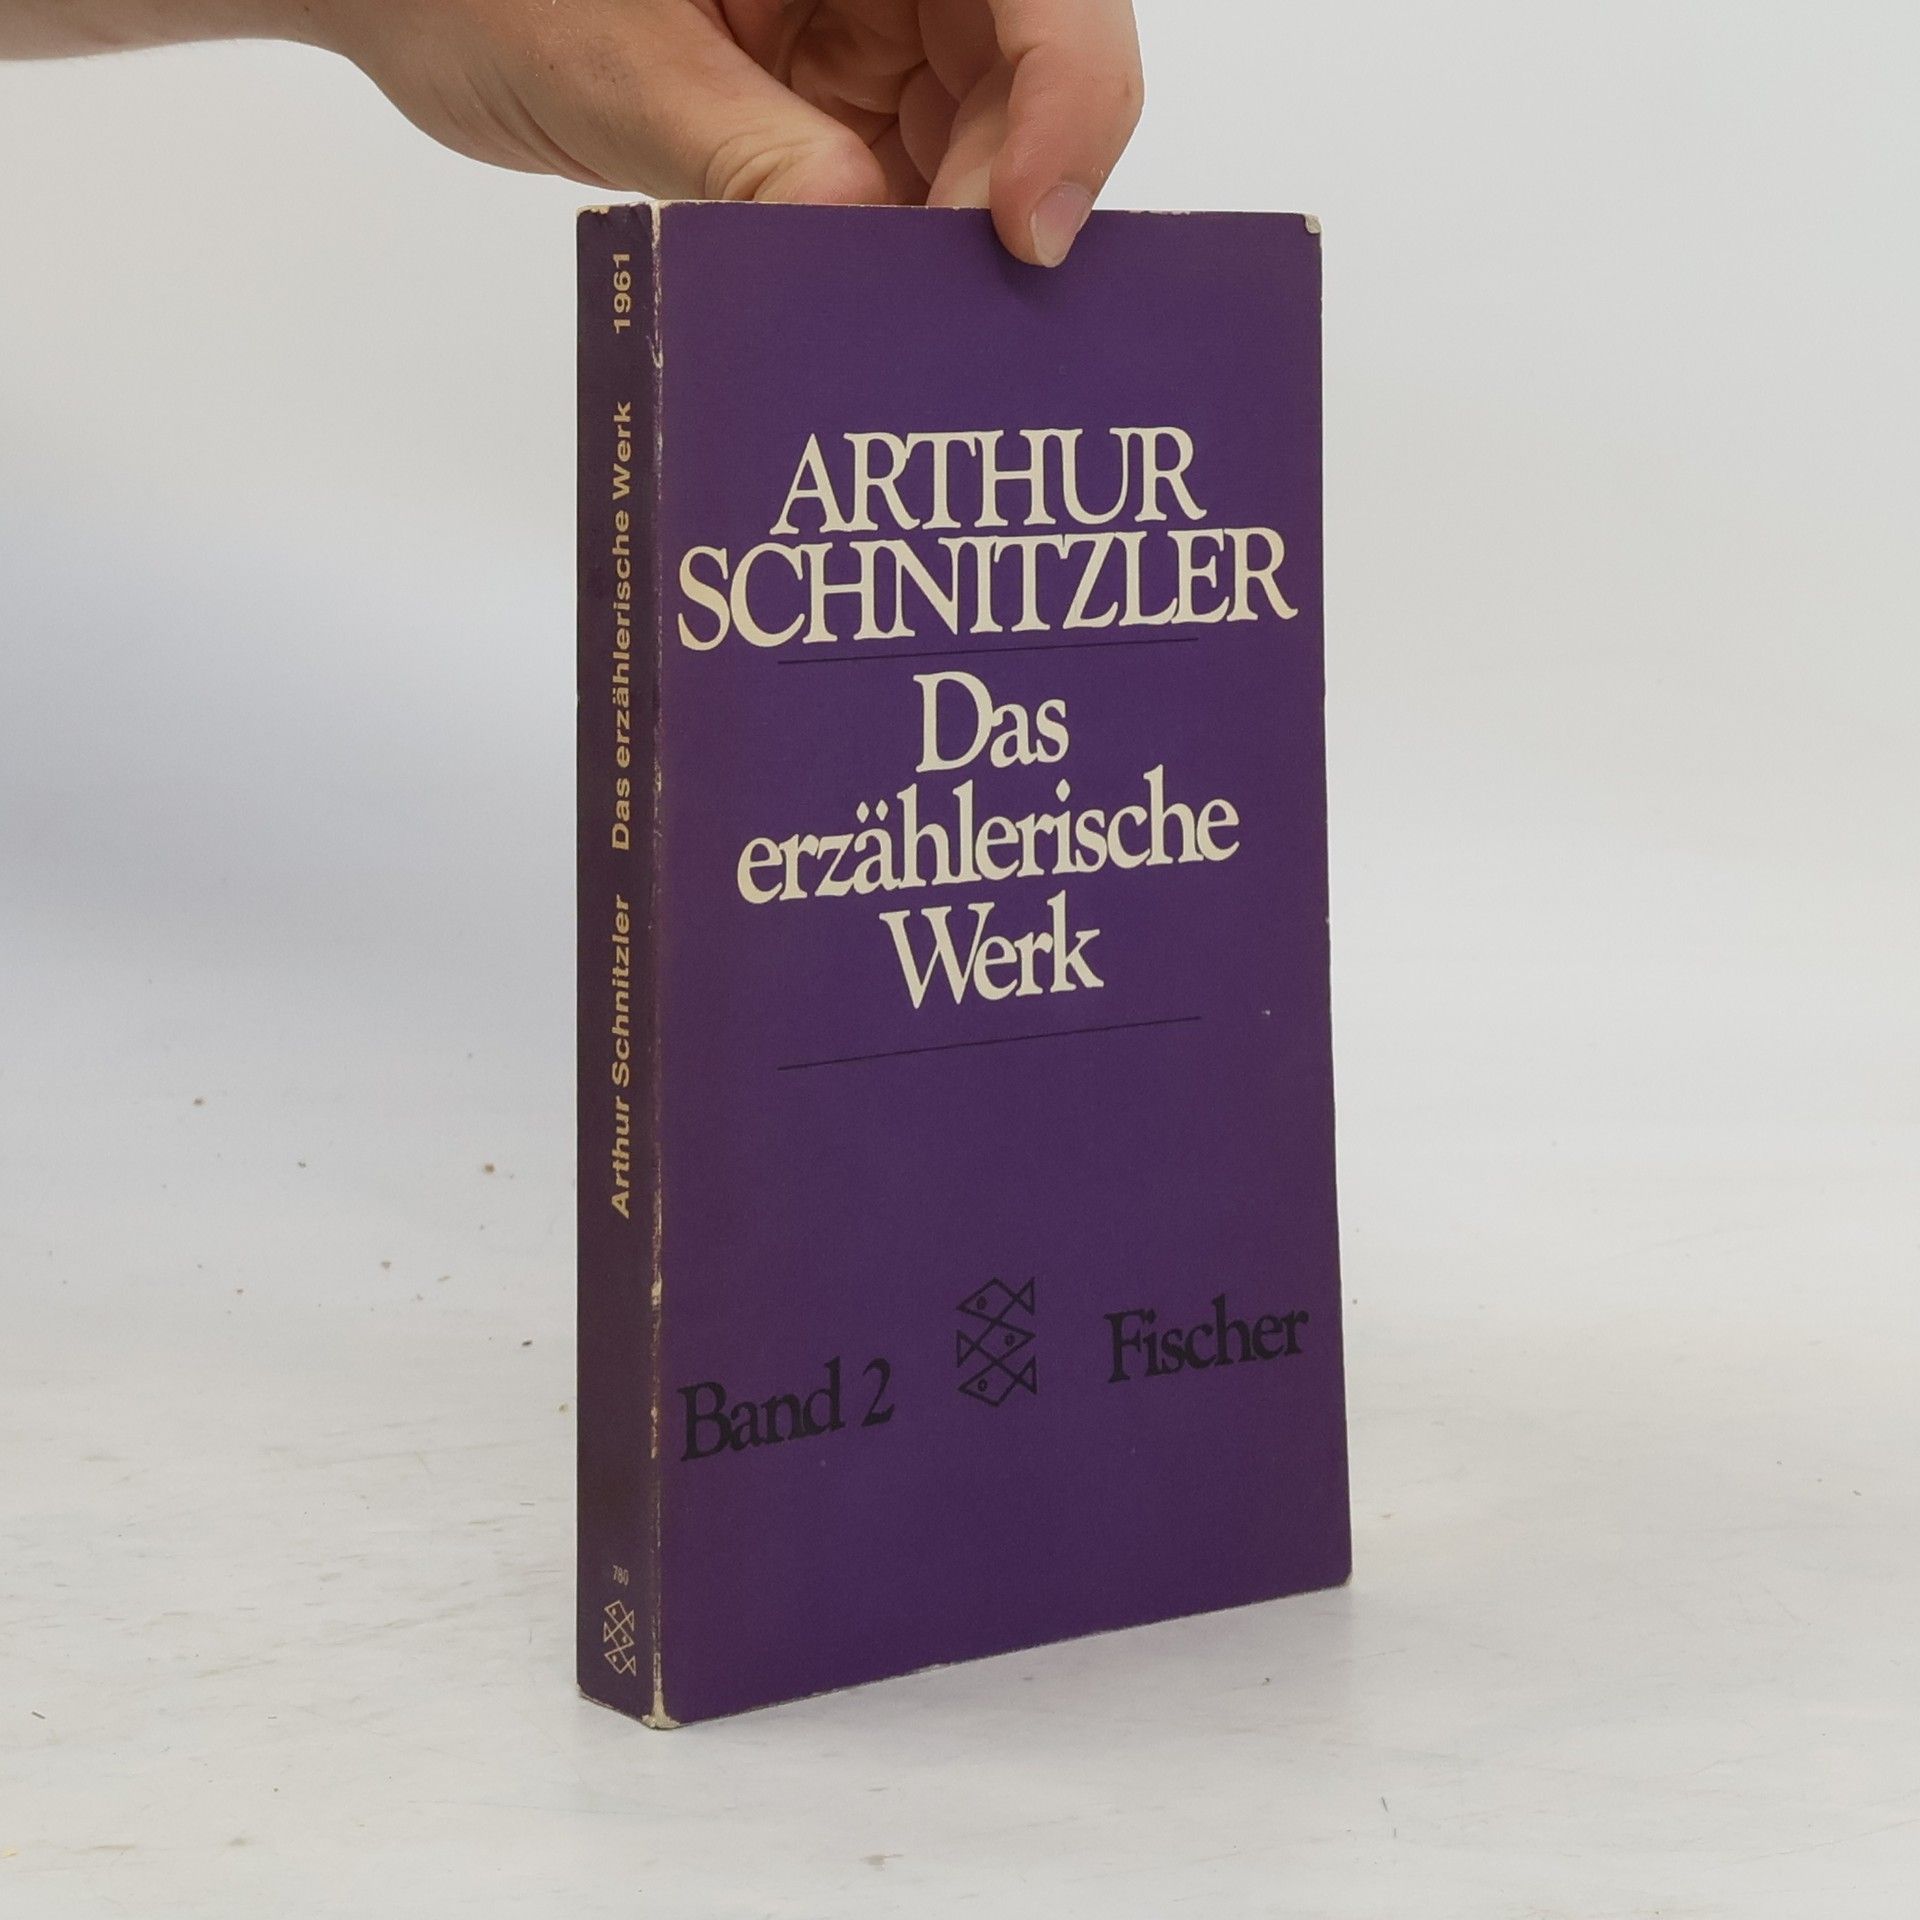 ARTHUR
SCHNITZLER
Das
erzählerische
Werk
Band 2
Fischer
Arthur Schnitzler Das erzählerische Werk 1961
780